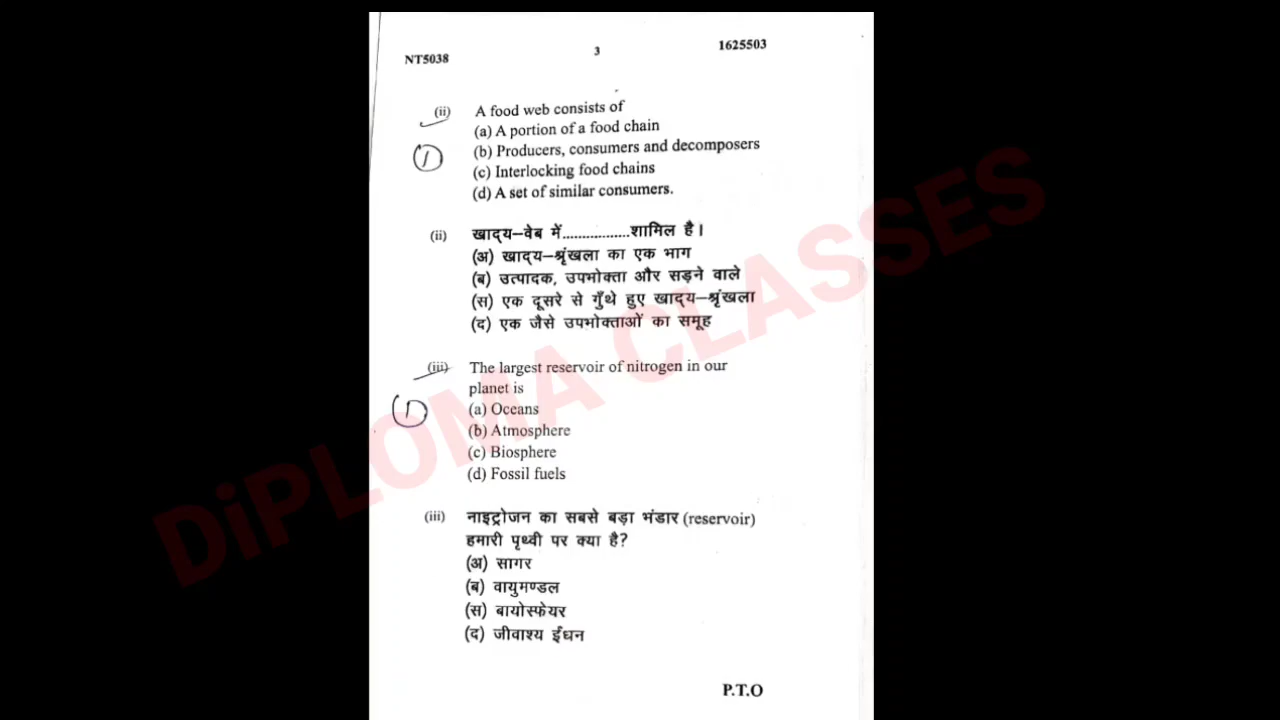 NT5038
3
1625503
(ii) A food web consists of
(a) A portion of a food chain
① (b) Producers, consumers and decomposers
(c) Interlocking food chains
(d) A set of similar consumers.
(ii) खाद्य–वेब में.................शामिल है।
(अ) खाद्य–श्रृंखला का एक भाग
(ब) उत्पादक, उपभोक्ता और सड़ने वाले
(स) एक दूसरे से गुँथे हुए खाद्य–श्रृंखला
(द) एक जैसे उपभोक्ताओं का समूह
(iii) The largest reservoir of nitrogen in our
planet is
① (a) Oceans
(b) Atmosphere
(c) Biosphere
(d) Fossil fuels
(iii) नाइट्रोजन का सबसे बड़ा भंडार (reservoir)
हमारी पृथ्वी पर क्या है?
(अ) सागर
(ब) वायुमण्डल
(स) बायोस्फेयर
(द) जीवाश्य ईंधन
P.T.O
DiPLOMA CLASSES